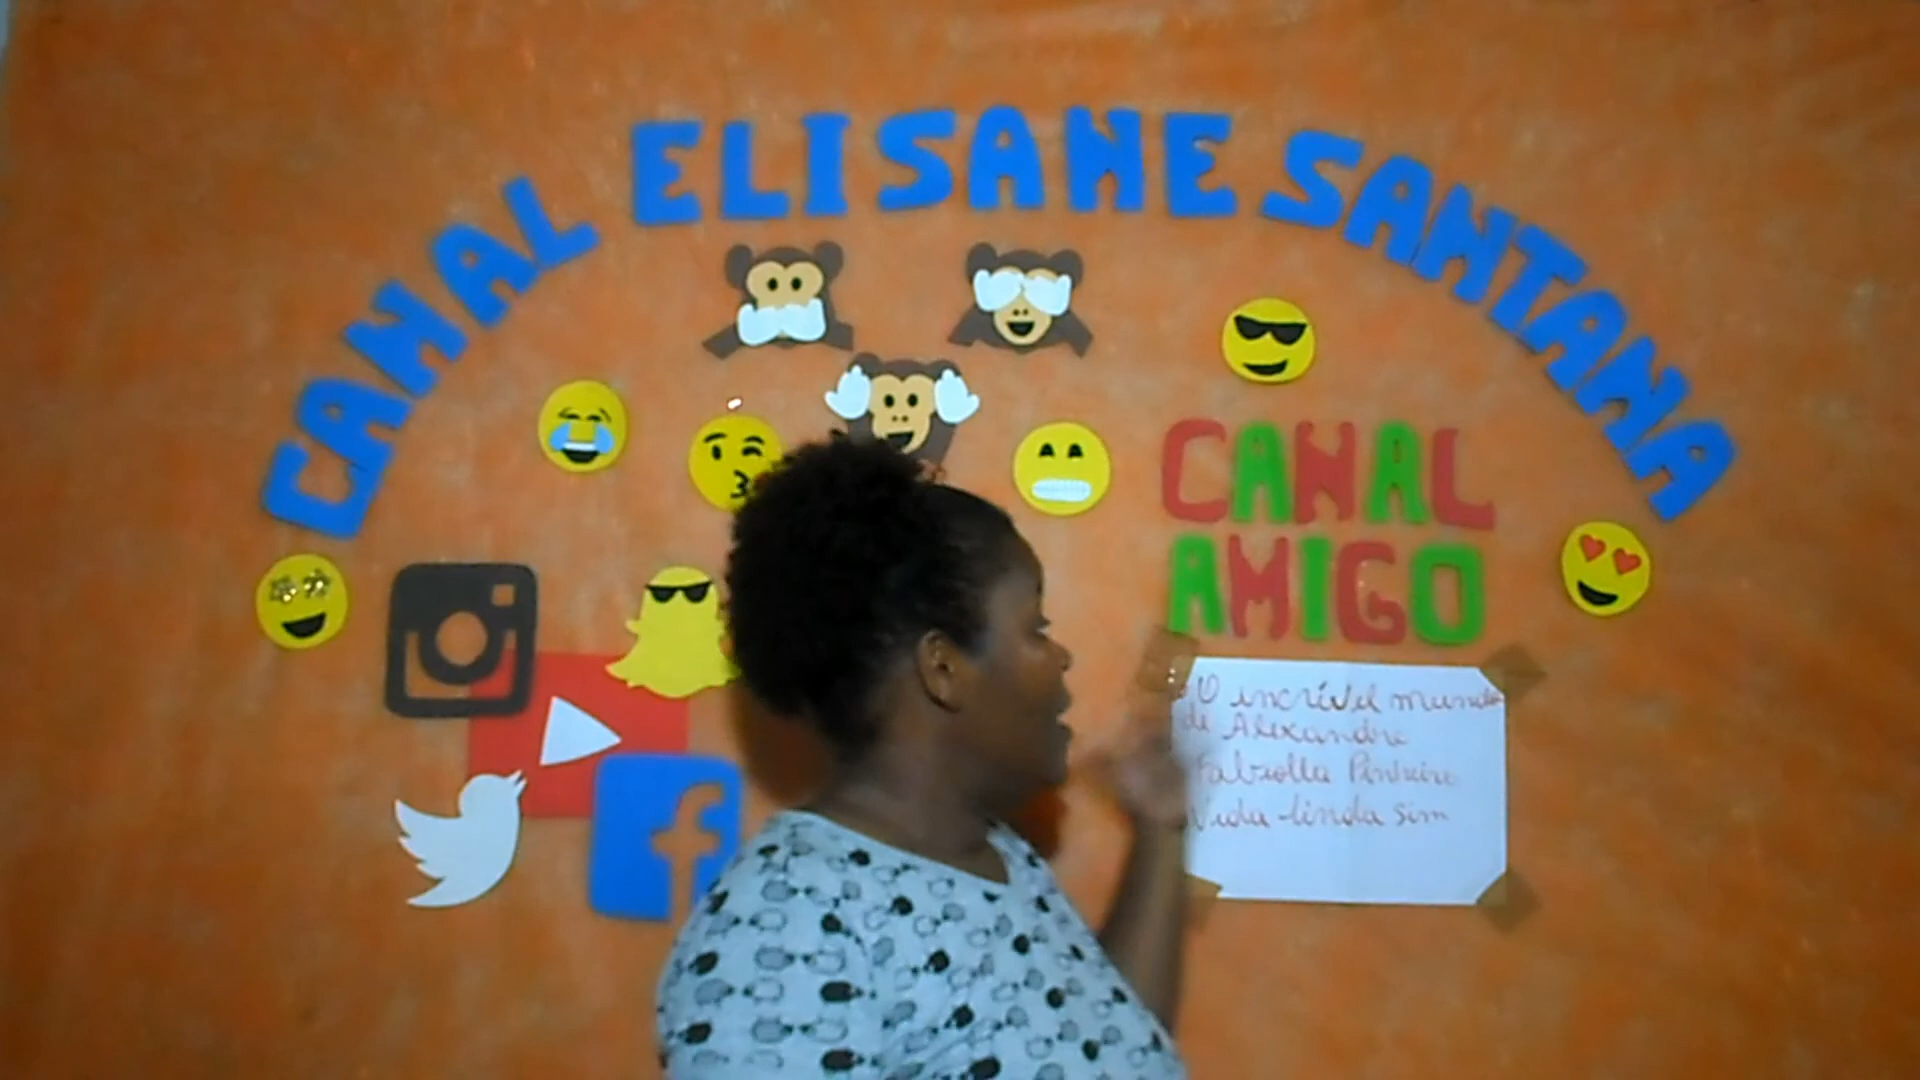 CANAL ELISANE SANTANA
CANAL
AMIGO
O incrível mundo
de Alexandre
Fabiolla Pinheiro
Vida linda sim